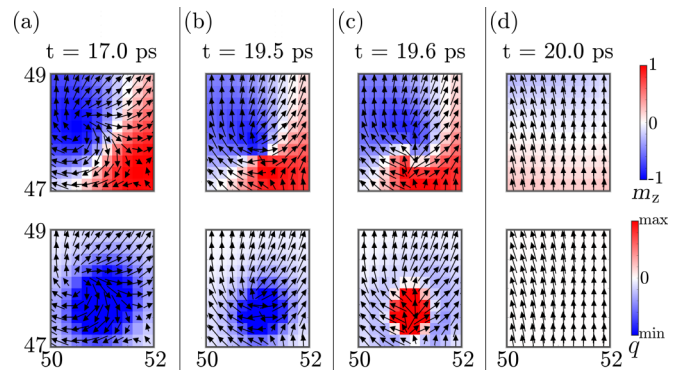 (a) (b) (c) (d)
t = 17.0 ps t = 19.5 ps t = 19.6 ps t = 20.0 ps
49
47
1
0
-1
m_z
49
47
50 52 50 52 50 52 50 52
max
0
min
q